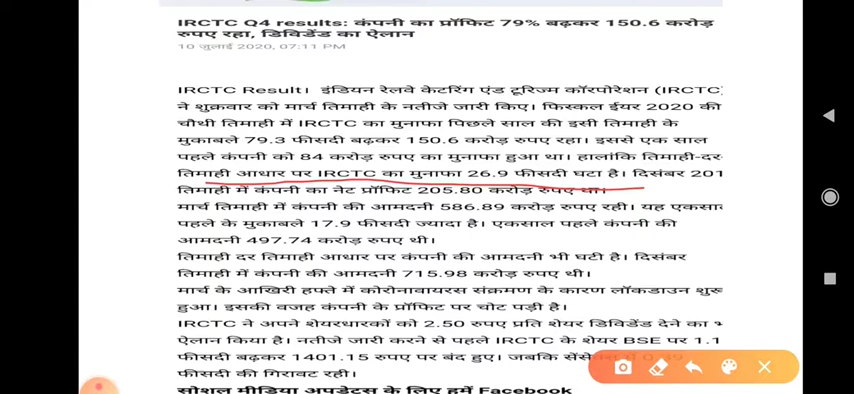 IRCTC Q4 results: कंपनी का प्रॉफिट 79% बढ़कर 150.6 करोड़
रुपए रहा, डिविडेंड का ऐलान
10 जुलाई 2020, 07:11 PM
IRCTC Result। इंडियन रेलवे केटरिंग एंड टूरिज्म कॉरपोरेशन (IRCTC)
ने शुक्रवार को मार्च तिमाही के नतीजे जारी किए। फिस्कल ईयर 2020 की
चौथी तिमाही में IRCTC का मुनाफा पिछले साल की इसी तिमाही के
मुकाबले 79.3 फीसदी बढ़कर 150.6 करोड़ रुपए रहा। इससे एक साल
पहले कंपनी को 84 करोड़ रुपए का मुनाफा हुआ था। हालांकि तिमाही-दर-
तिमाही आधार पर IRCTC का मुनाफा 26.9 फीसदी घटा है। दिसंबर 201
तिमाही में कंपनी का नेट प्रॉफिट 205.80 करोड़ रुपए था।
मार्च तिमाही में कंपनी की आमदनी 586.89 करोड़ रुपए रही। यह एकसाल
पहले के मुकाबले 17.9 फीसदी ज्यादा है। एकसाल पहले कंपनी की
आमदनी 497.74 करोड़ रुपए थी।
तिमाही दर तिमाही आधार पर कंपनी की आमदनी भी घटी है। दिसंबर
तिमाही में कंपनी की आमदनी 715.98 करोड़ रुपए थी।
मार्च के आखिरी हफ्ते में कोरोनावायरस संक्रमण के कारण लॉकडाउन शुरू
हुआ। इसकी वजह कंपनी के प्रॉफिट पर चोट पड़ी है।
IRCTC ने अपने शेयरधारकों को 2.50 रुपए प्रति शेयर डिविडेंड देने का भ
ऐलान किया है। नतीजे जारी करने से पहले IRCTC के शेयर BSE पर 1.1
फीसदी बढ़कर 1401.15 रुपए पर बंद हुए। जबकि
फीसदी की गिरावट रही।
सोशल मीडिया अपडेट्स के लिए हमें Facebook